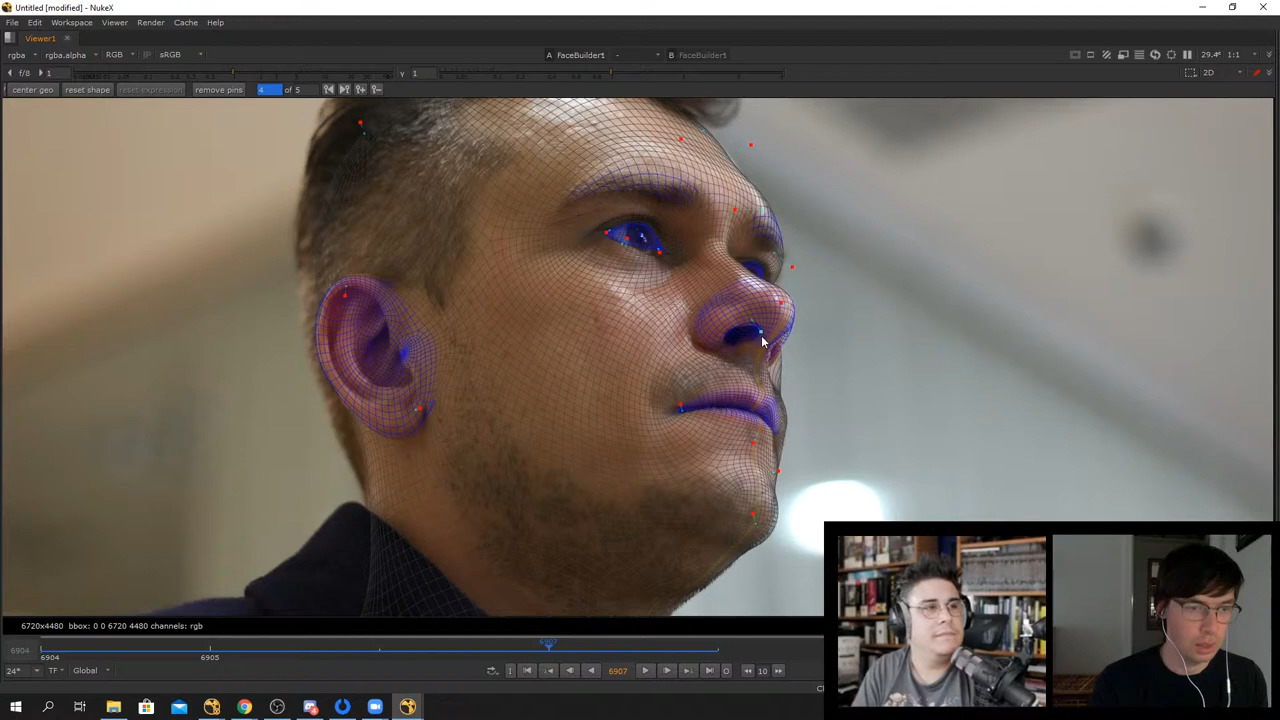 Untitled [modified] - NukeX
File Edit Workspace Viewer Render Cache Help
Viewer1
rgba rgba.alpha RGB IP sRGB A FaceBuilder1 - B FaceBuilder1 29.4 1:1
f/8 1 γ 1 2D
center geo reset shape reset expression remove pins 4 of 5
6720x4480 bbox: 0 0 6720 4480 channels: rgb
6904 6907
6904 6905
24* TF Global I 6907 O 10